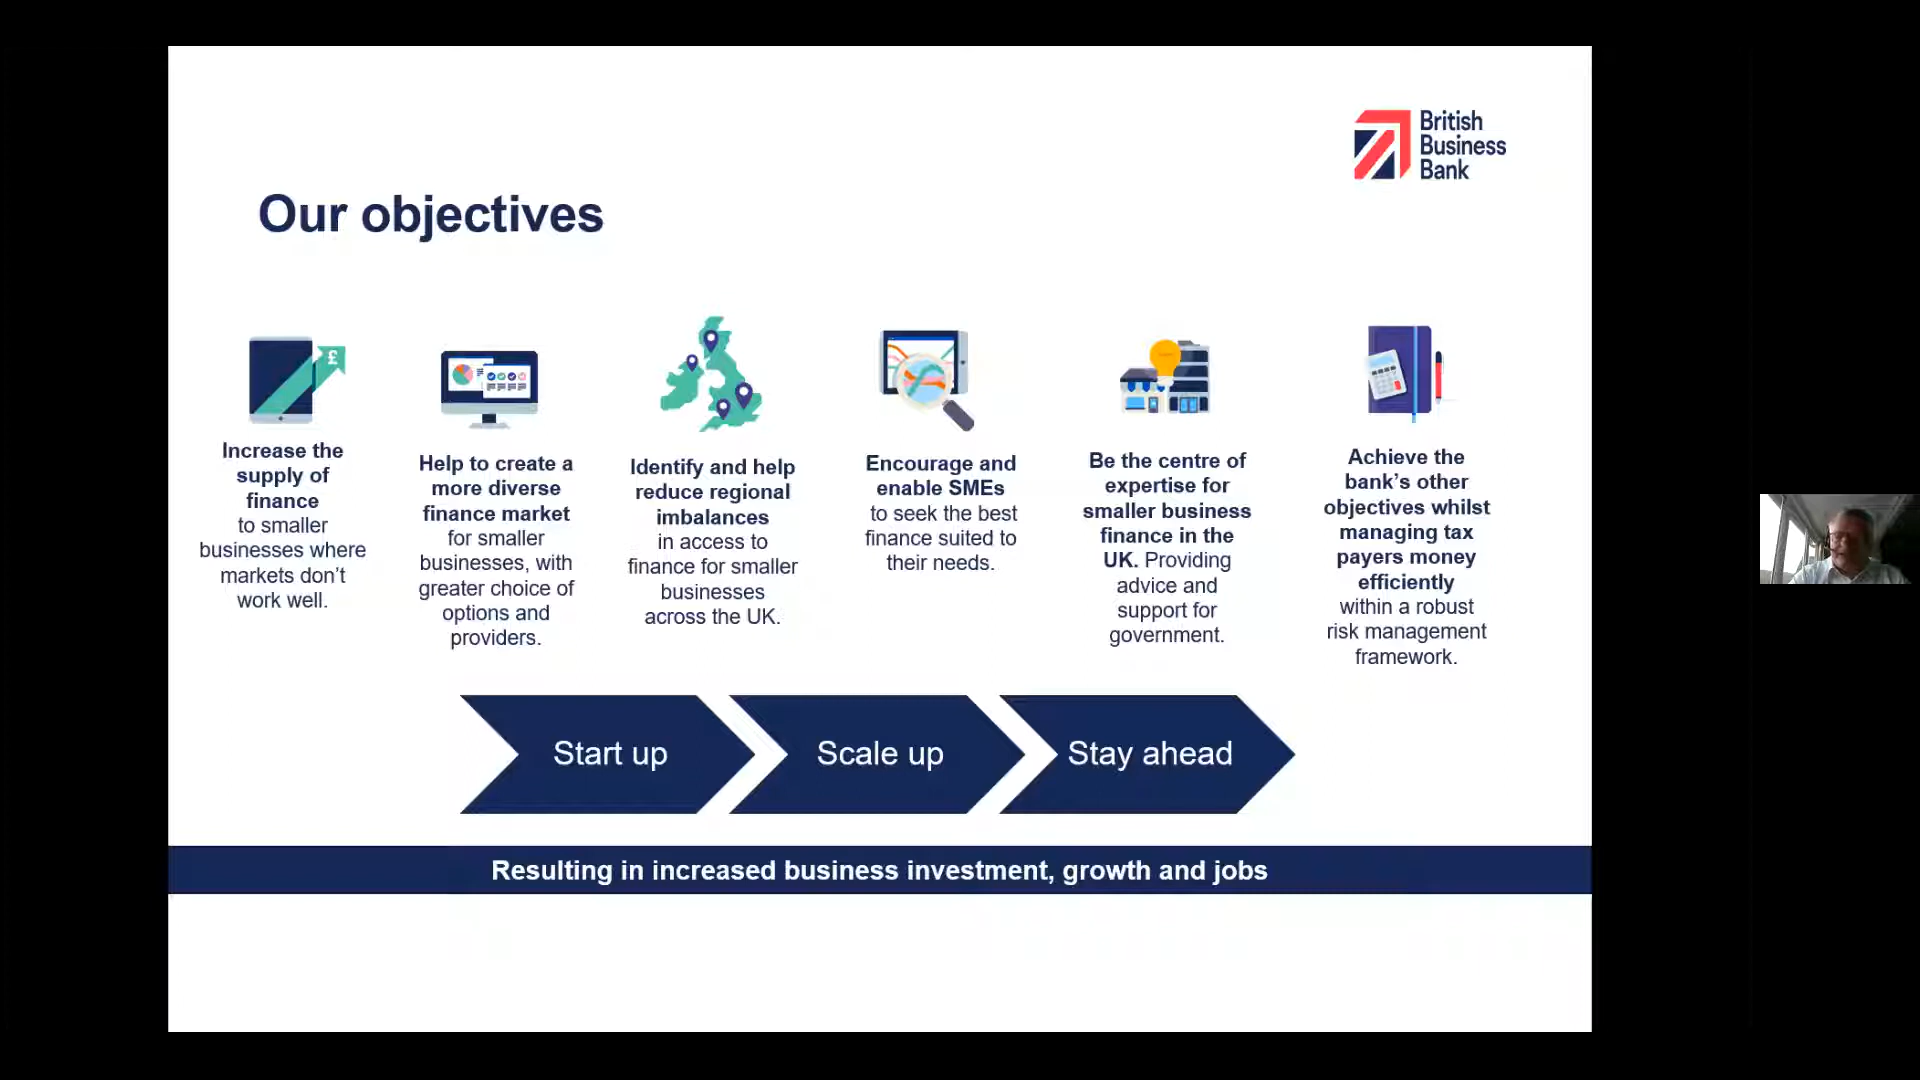 British
Business
Bank
Our objectives
£
Increase the
supply of
finance
to smaller
businesses where
markets don’t
work well.
Help to create a
more diverse
finance market
for smaller
businesses, with
greater choice of
options and
providers.
Identify and help
reduce regional
imbalances
in access to
finance for smaller
businesses
across the UK.
Encourage and
enable SMEs
to seek the best
finance suited to
their needs.
Be the centre of
expertise for
smaller business
finance in the
UK. Providing
advice and
support for
government.
Achieve the
bank’s other
objectives whilst
managing tax
payers money
efficiently
within a robust
risk management
framework.
Start up
Scale up
Stay ahead
Resulting in increased business investment, growth and jobs